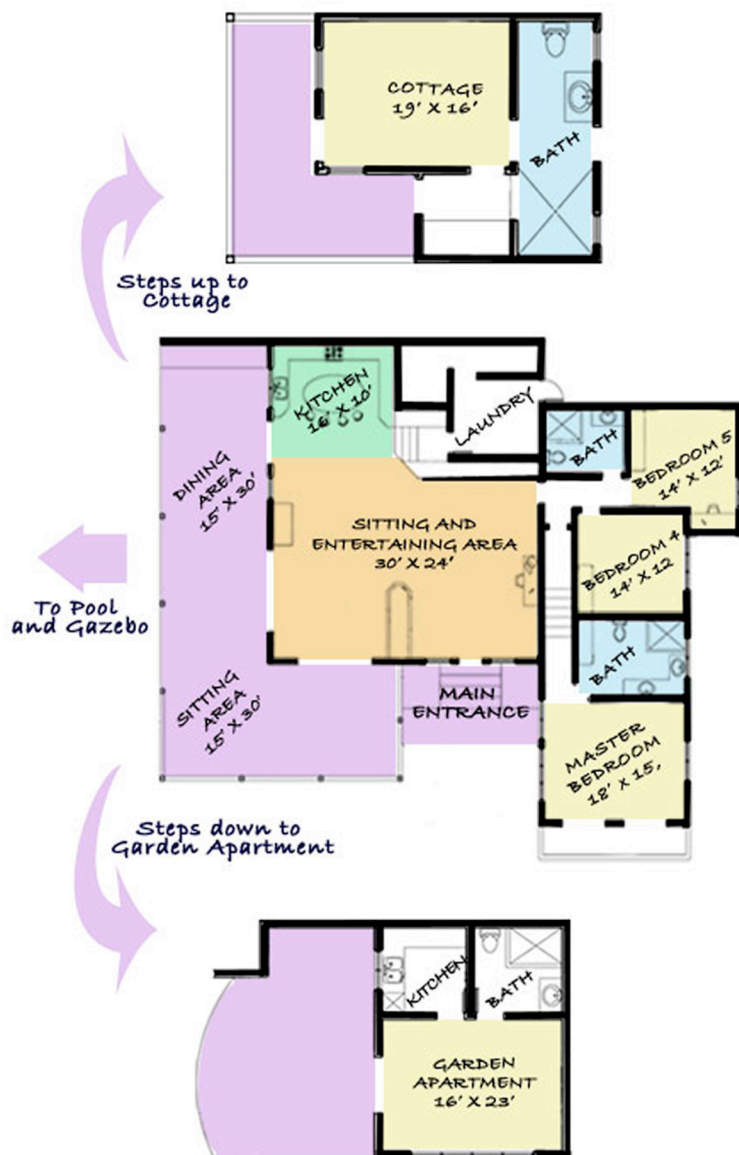 COTTAGE
19' X 16'
BATH
Steps up to
Cottage
KITCHEN
16' X 10'
LAUNDRY
BATH
BEDROOM 5
14' X 12'
DINING
AREA
15' X 30'
SITTING AND
ENTERTAINING AREA
30' X 24'
BEDROOM 4
14' X 12
To Pool
and Gazebo
BATH
SITTING
AREA
15' X 30'
MAIN
ENTRANCE
MASTER
BEDROOM
18' X 15,
Steps down to
Garden Apartment
KITCHEN
BATH
GARDEN
APARTMENT
16' X 23'